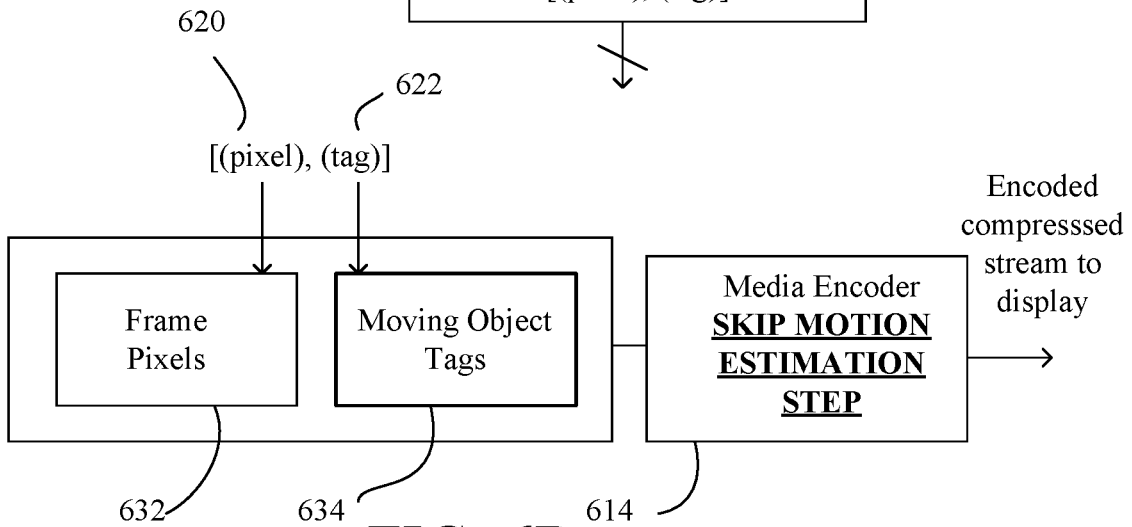 620
622
[(pixel), (tag)]
Frame
Pixels
Moving Object
Tags
Media Encoder
SKIP MOTION
ESTIMATION
STEP
Encoded
compresssed
stream to
display
632
634
614